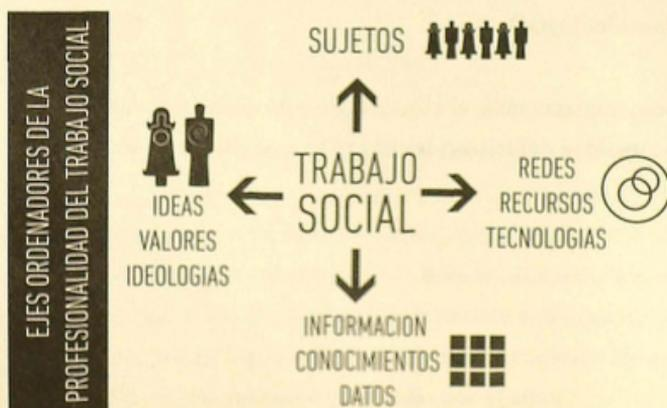 EJES ORDENADORES DE LA
PROFESIONALIDAD DEL TRABAJO SOCIAL
SUJETOS
IDEAS
VALORES
IDEOLOGIAS
TRABAJO
SOCIAL
REDES
RECURSOS
TECNOLOGIAS
INFORMACION
CONOCIMIENTOS
DATOS